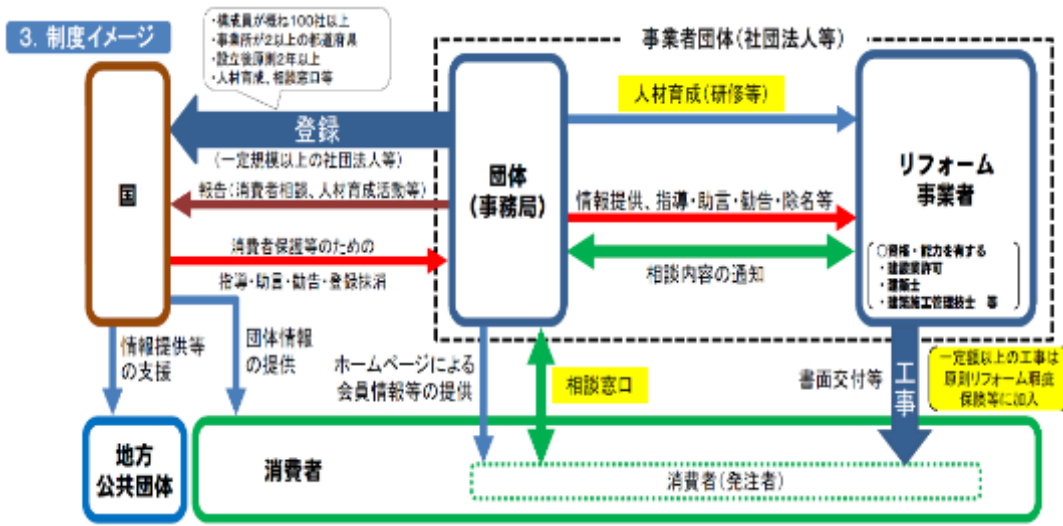 3. 制度イメージ
・構成員が概ね100社以上
・事業所が2以上の都道府県
・設立後原則2年以上
・人材育成、相談窓口等
事業者団体(社団法人等)
登録
(一定規模以上の社団法人等)
国
報告(消費者相談、人材育成活動等)
消費者保護等のための
指導・助言・勧告・登録抹消
団体
(事務局)
人材育成(研修等)
情報提供、指導・助言・勧告・除名等
相談内容の通知
リフォーム
事業者
○資格・能力を有する
・建設業許可
・建築士
・建築施工管理技士 等
情報提供等
の支援
団体情報
の提供
ホームページによる
会員情報等の提供
相談窓口
書面交付等
工事
一定額以上の工事は
原則リフォーム瑕疵
保険等に加入
地方
公共団体
消費者
消費者(発注者)